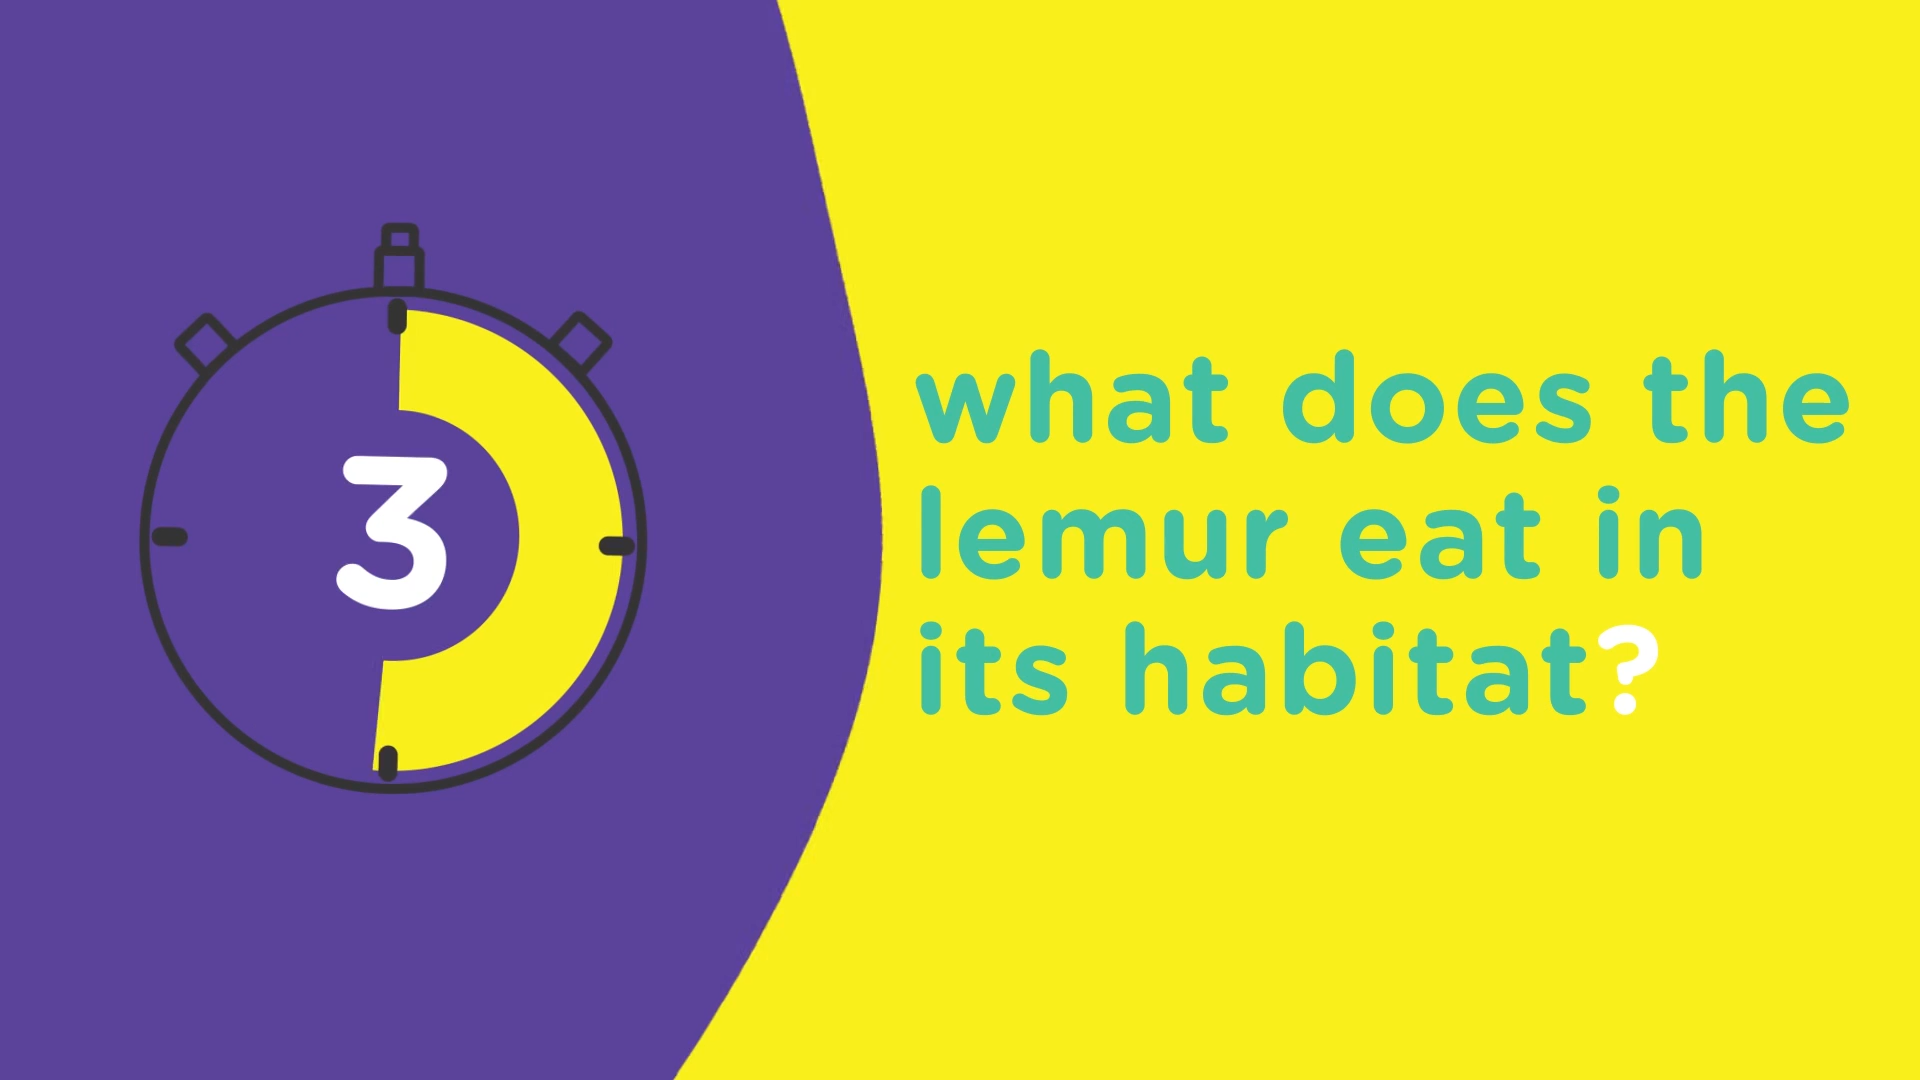 3
what does the
lemur eat in
its habitat?